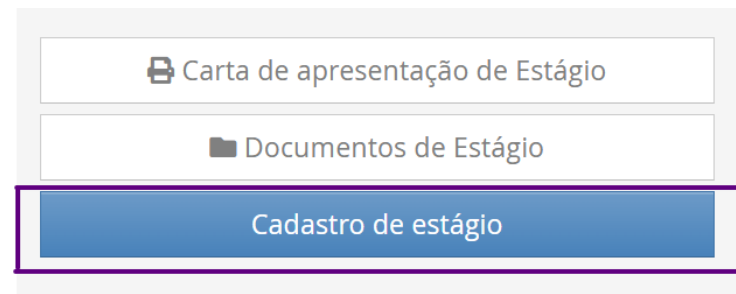 Carta de apresentação de Estágio
Documentos de Estágio
Cadastro de estágio